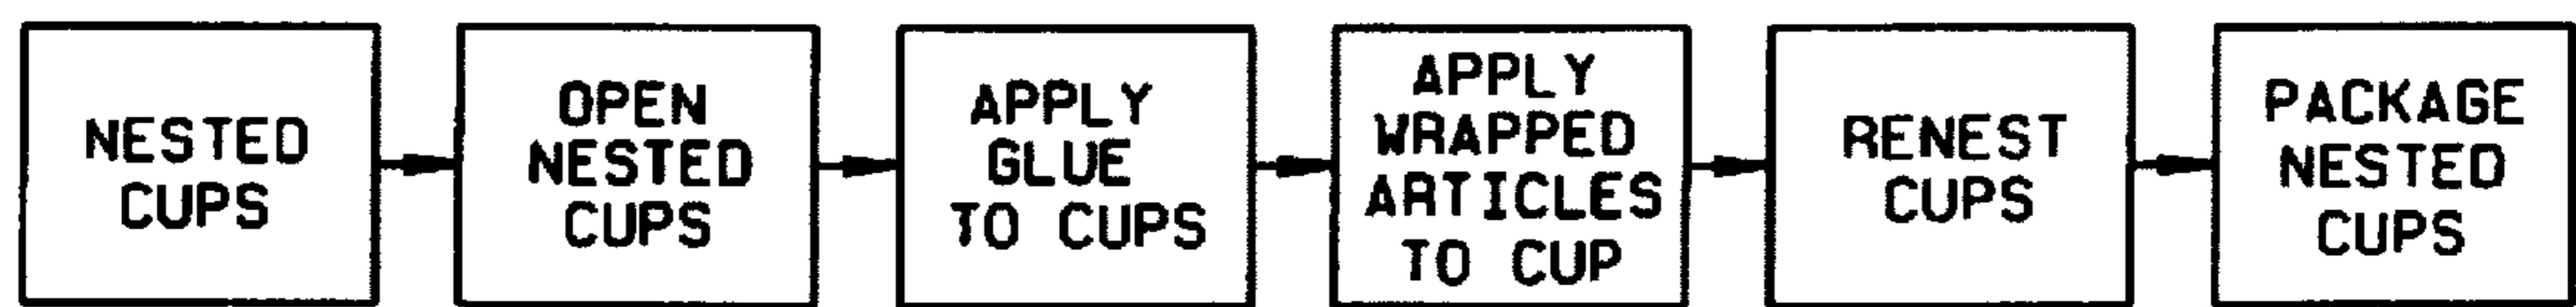 NESTED
CUPS
OPEN
NESTED
CUPS
APPLY
GLUE
TO CUPS
APPLY
WRAPPED
ARTICLES
TO CUP
RENEST
CUPS
PACKAGE
NESTED
CUPS